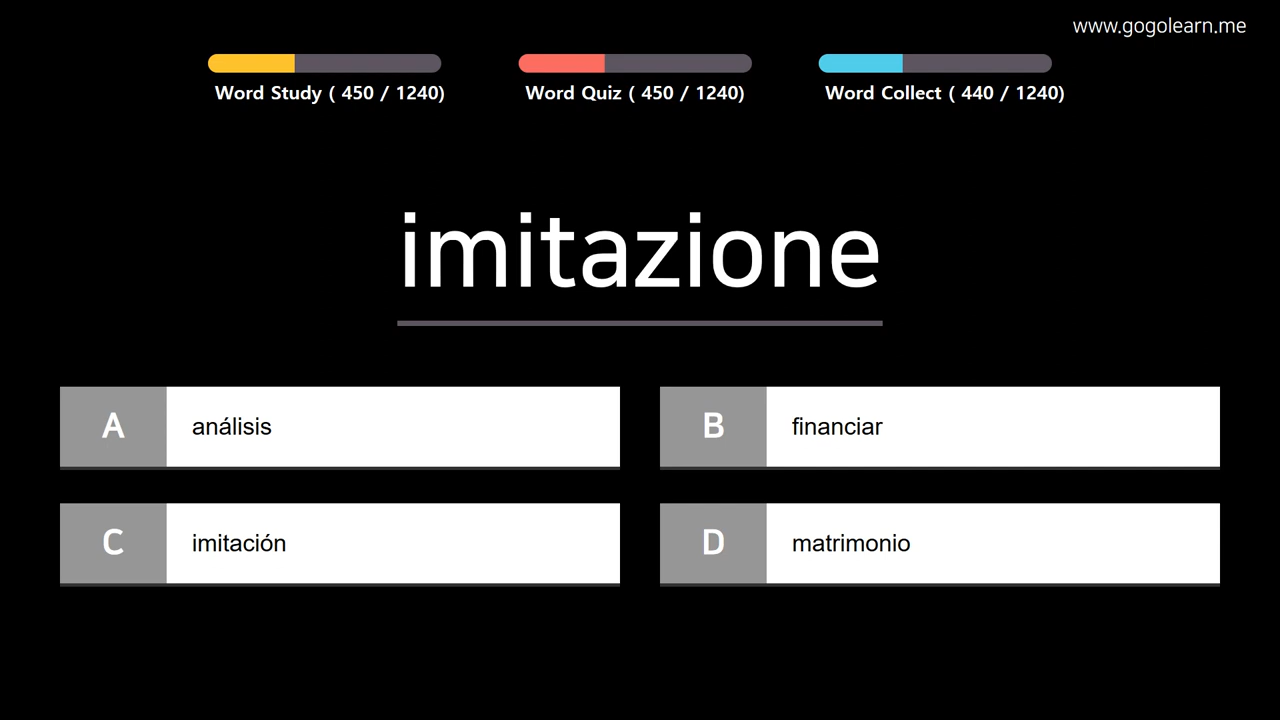 www.gogolearn.me
Word Study ( 450 / 1240)
Word Quiz ( 450 / 1240)
Word Collect ( 440 / 1240)
imitazione
A análisis
B financiar
C imitación
D matrimonio